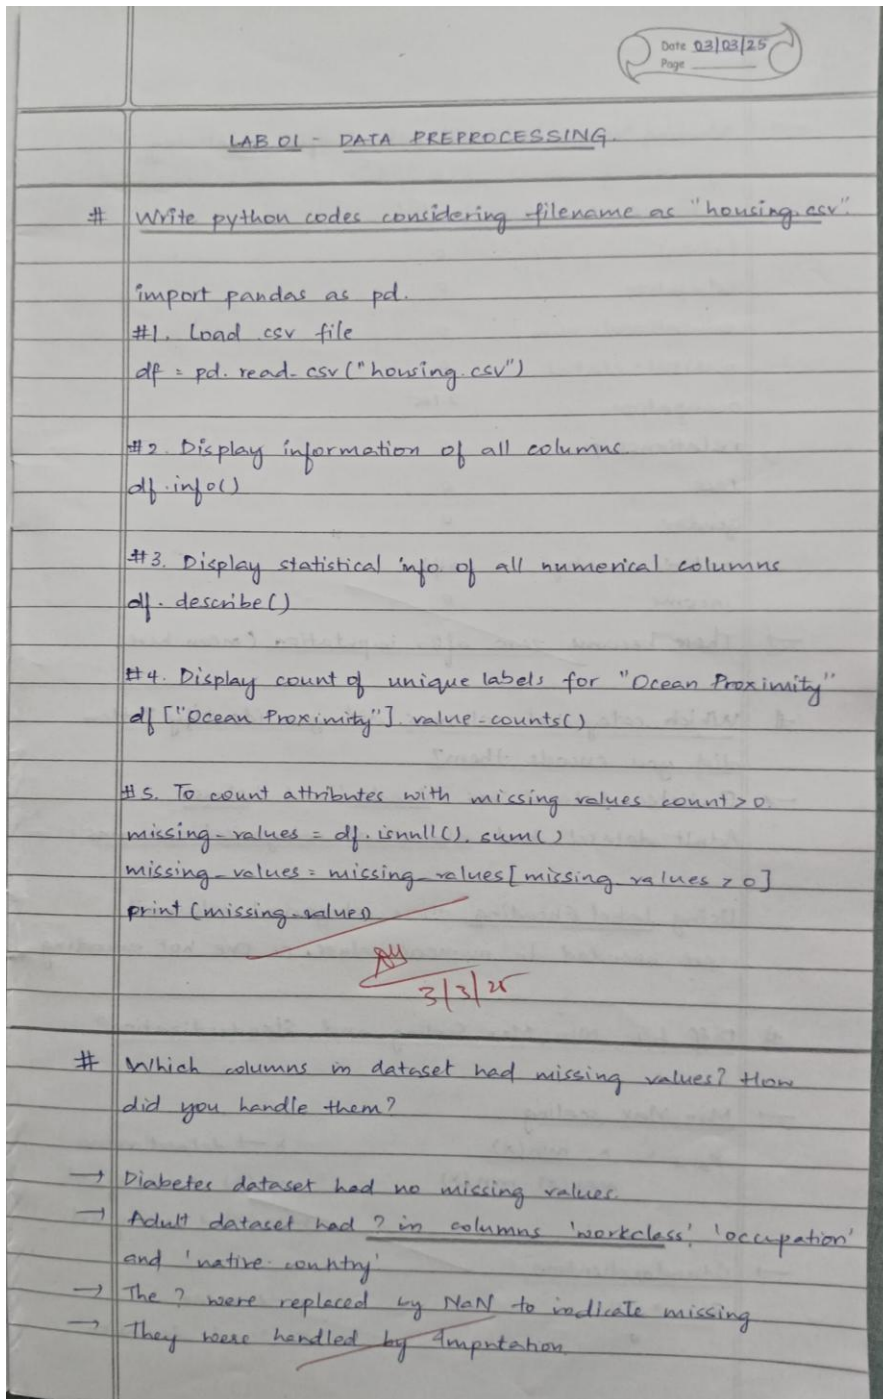 Date 03/03/25
Page
LAB 01 - DATA PREPROCESSING.
# Write python codes considering filename as "housing.csv".
import pandas as pd.
#1. Load csv file
df = pd.read_csv("housing.csv")
#2. Display information of all columns
df.info()
#3. Display statistical info of all numerical columns
df.describe()
#4. Display count of unique labels for "Ocean Proximity"
df["Ocean Proximity"].value_counts()
#5. To count attributes with missing values count>0
missing_values = df.isnull().sum()
missing_values = missing_values[missing_values > 0]
print(missing_values)
3/3/25
# Which columns in dataset had missing values? How
did you handle them?
→ Diabetes dataset had no missing values.
→ Adult dataset had ? in columns 'workclass', 'occupation'
and 'native-country'
→ The ? were replaced by NaN to indicate missing
→ They were handled by Imputation.